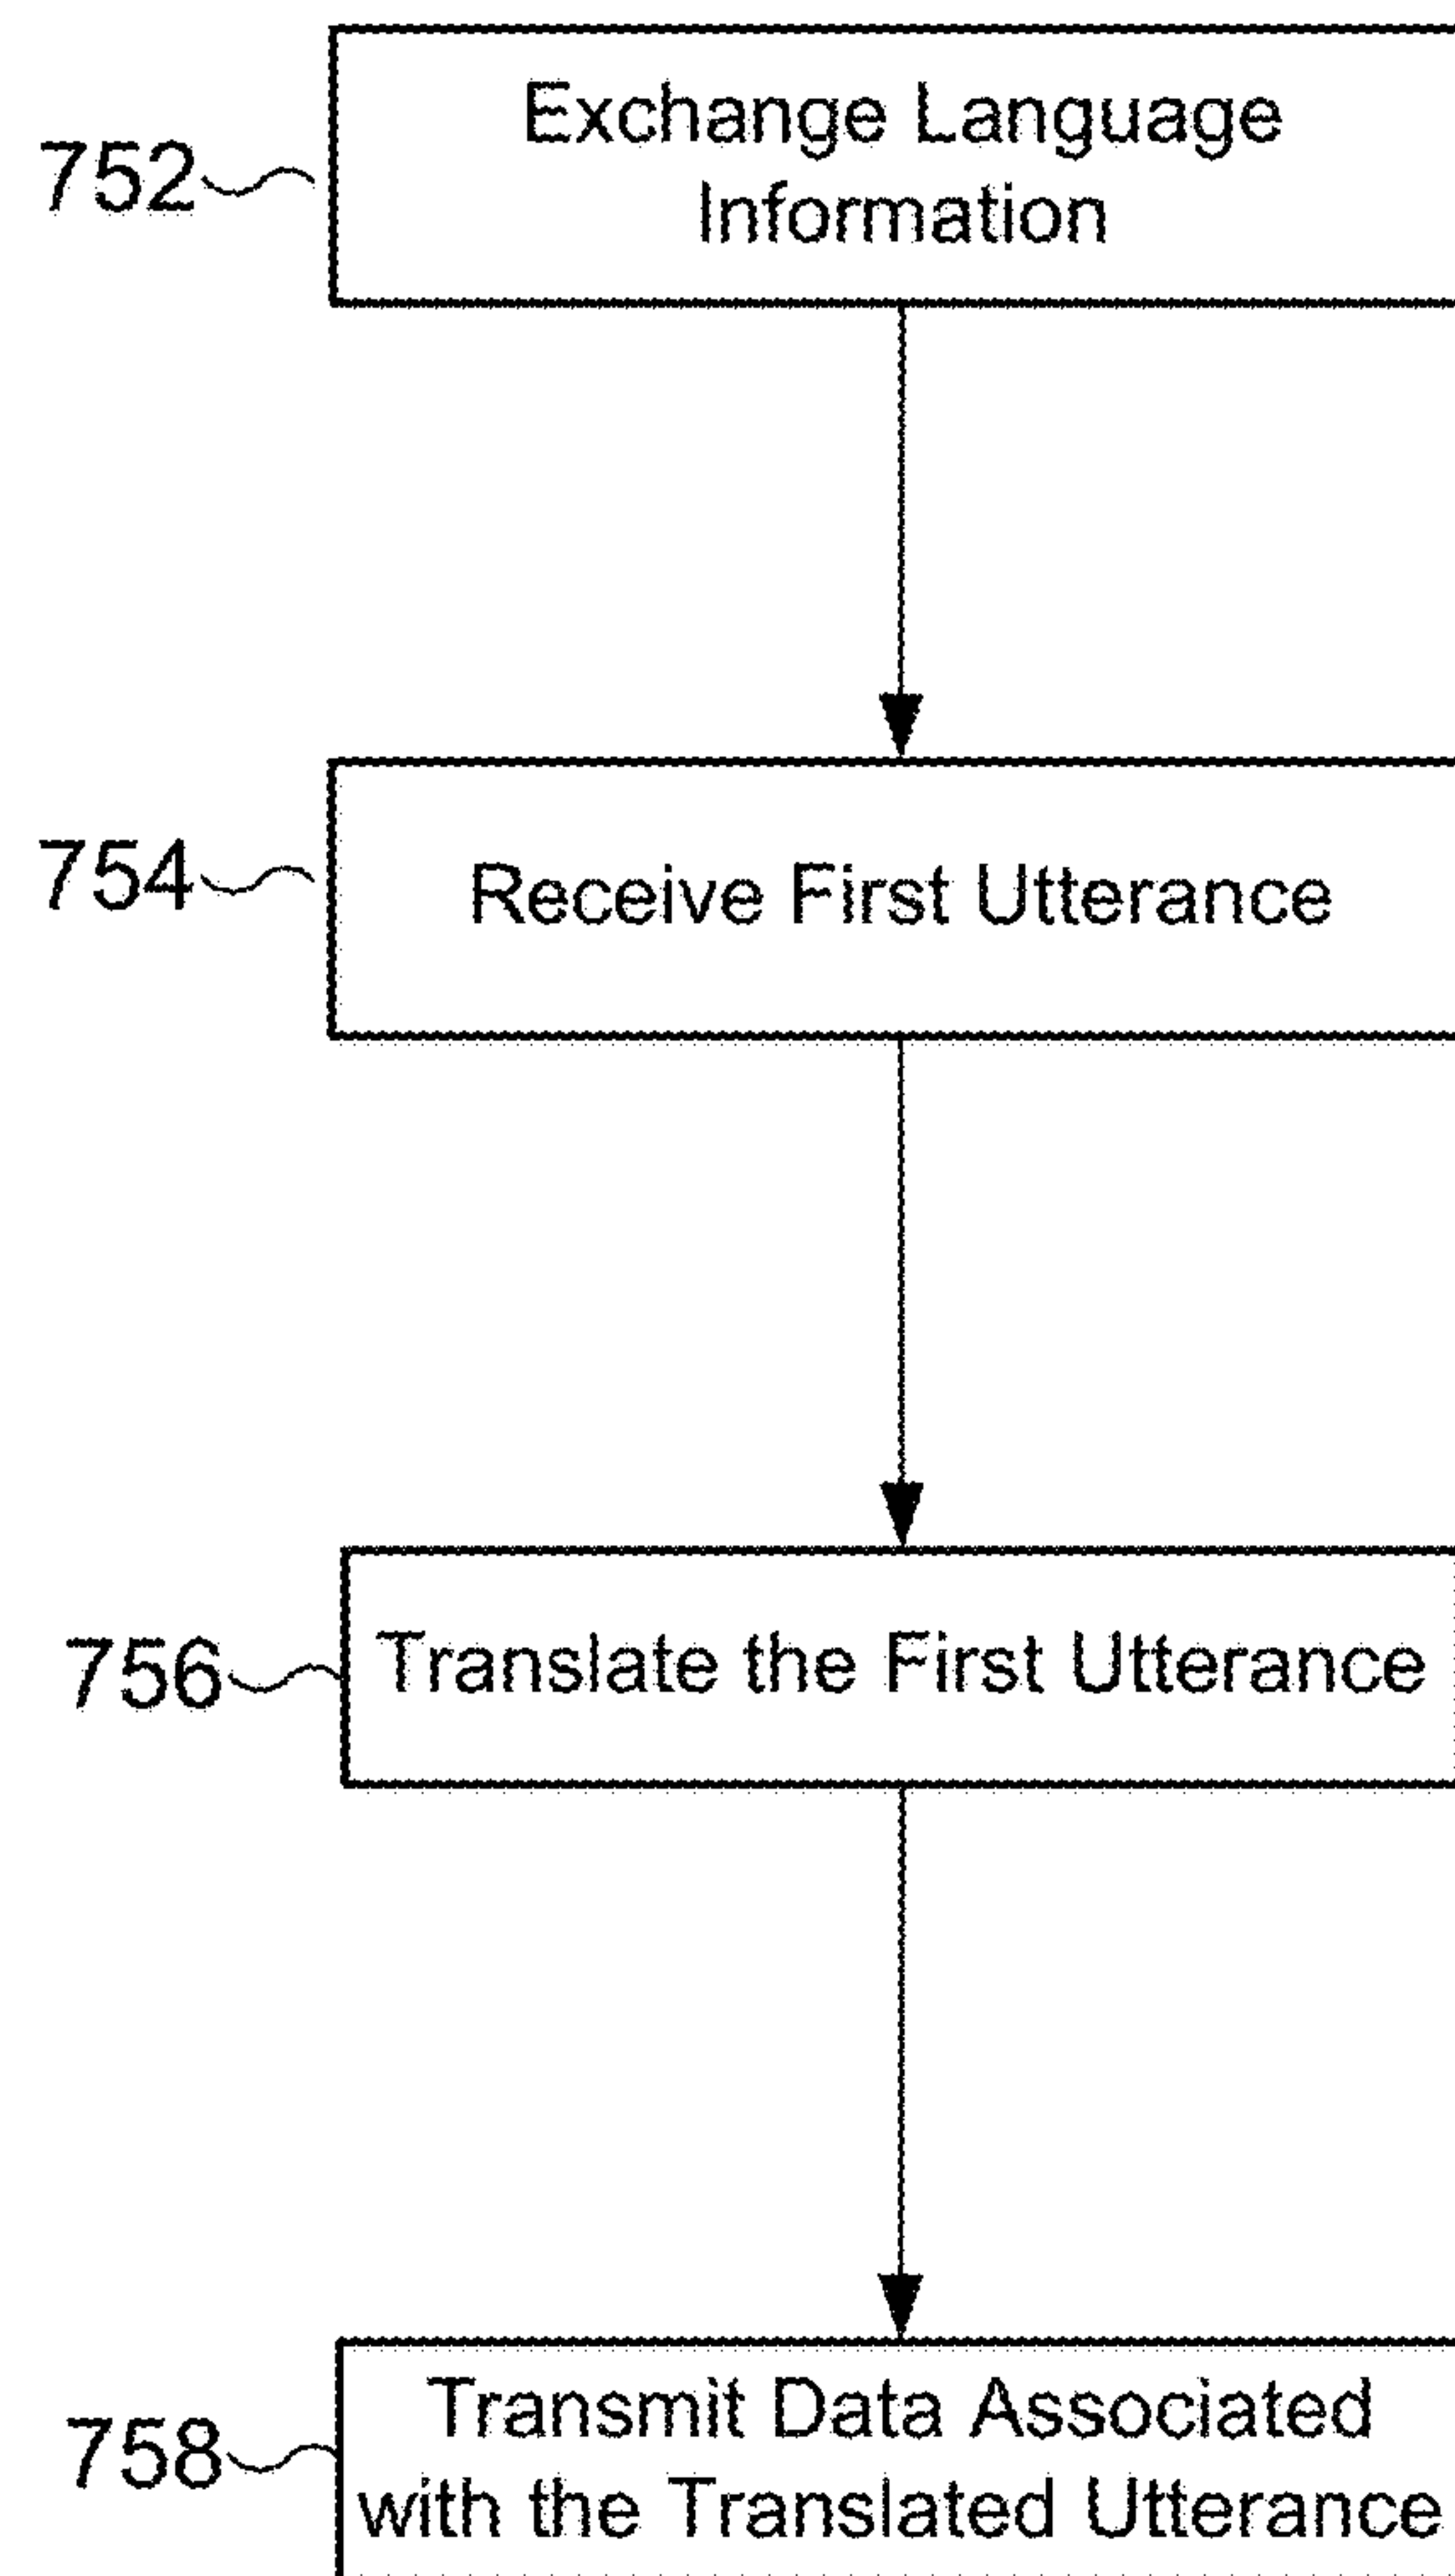 752
Exchange Language
Information
754
Receive First Utterance
756
Translate the First Utterance
758
Transmit Data Associated
with the Translated Utterance